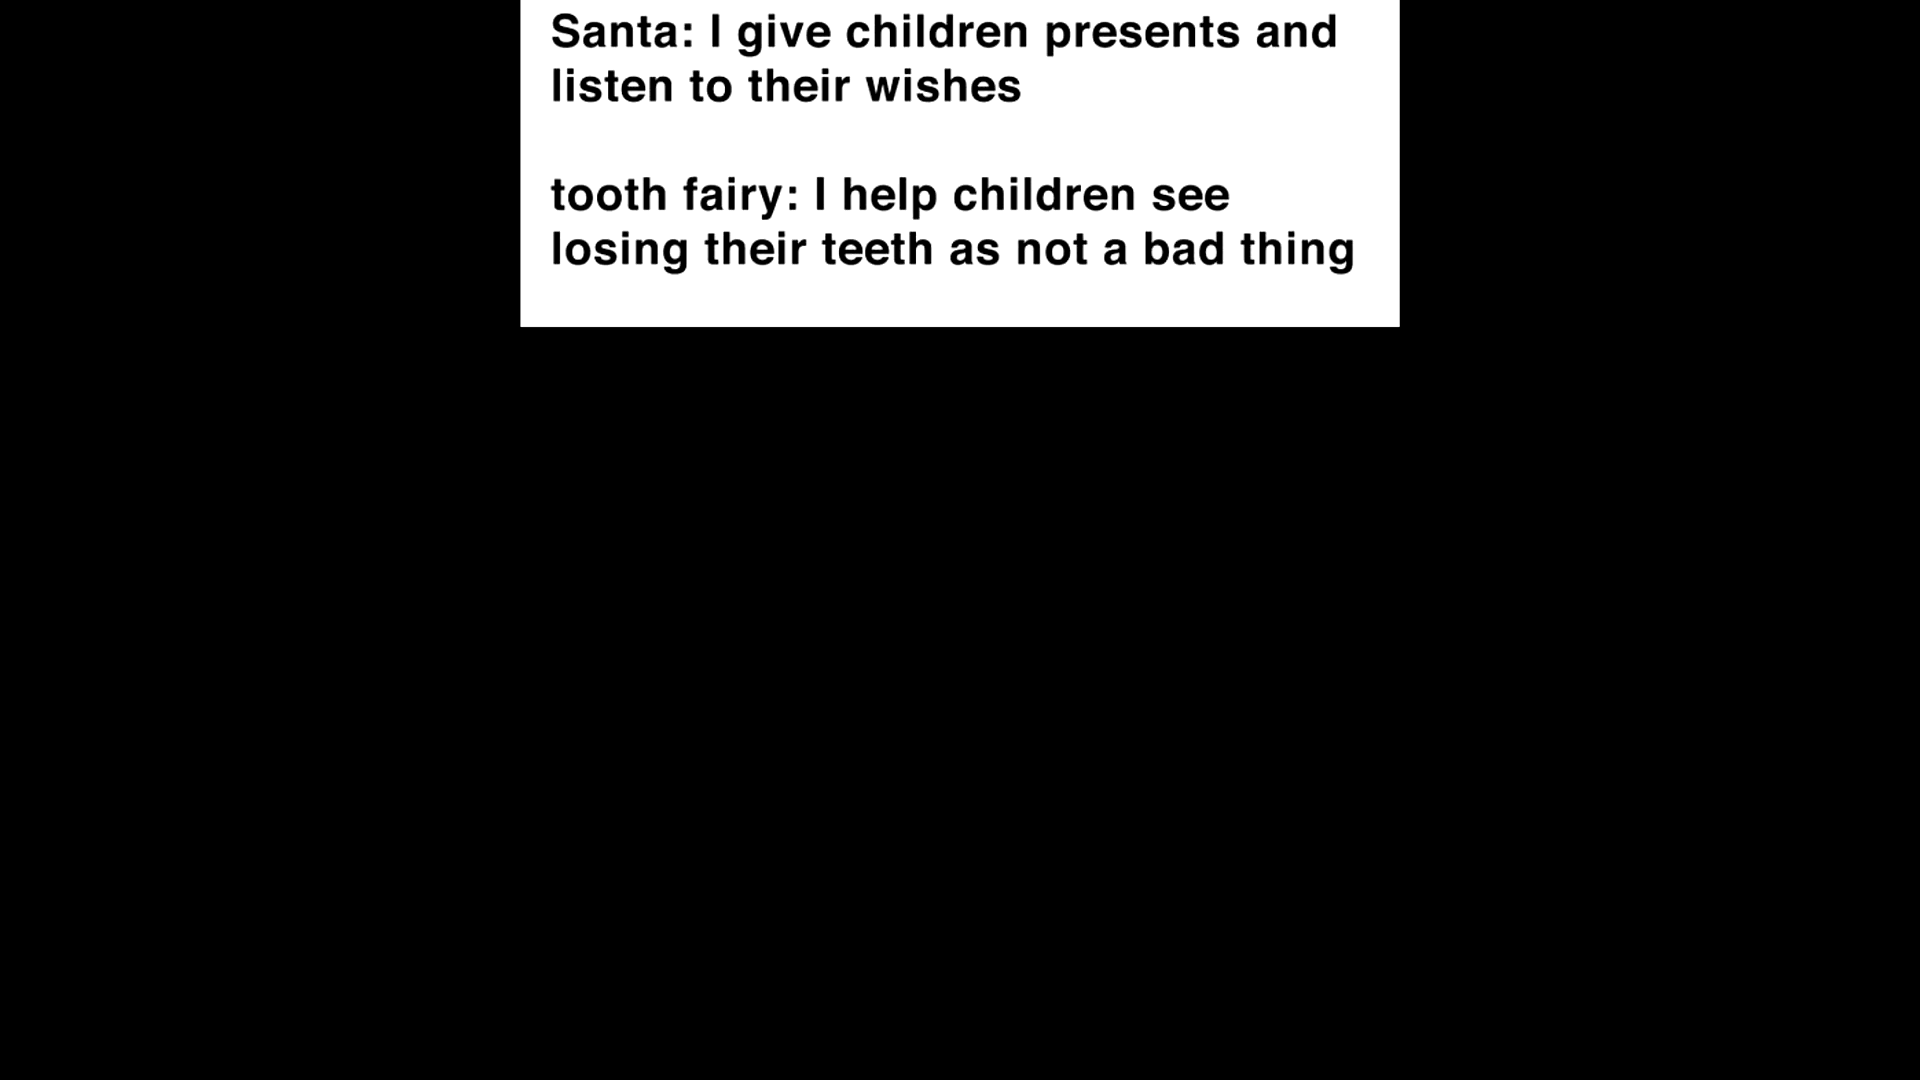 Santa: I give children presents and
listen to their wishes
tooth fairy: I help children see
losing their teeth as not a bad thing